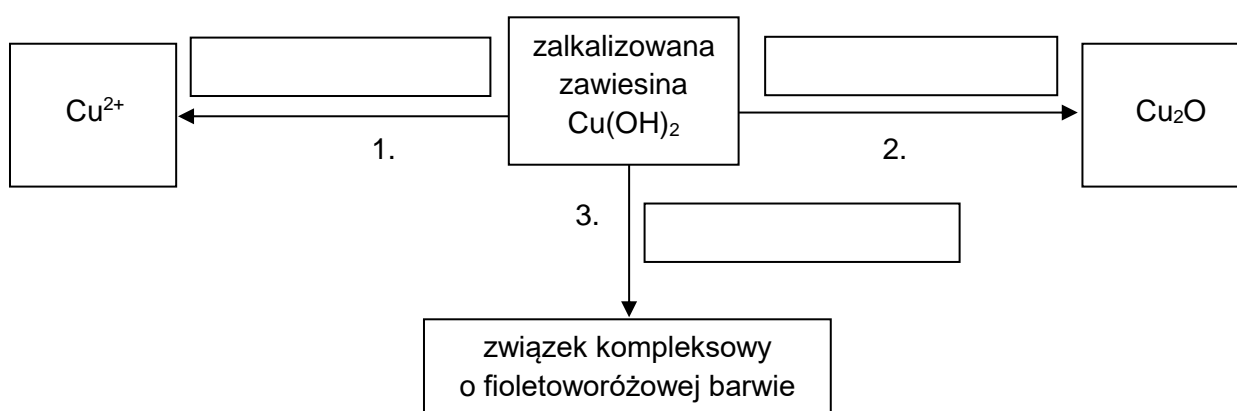 zalkalizowana
zawiesina
Cu(OH)₂
Cu²⁺
1.
2.
Cu₂O
3.
związek kompleksowy
o fioletoworóżowej barwie